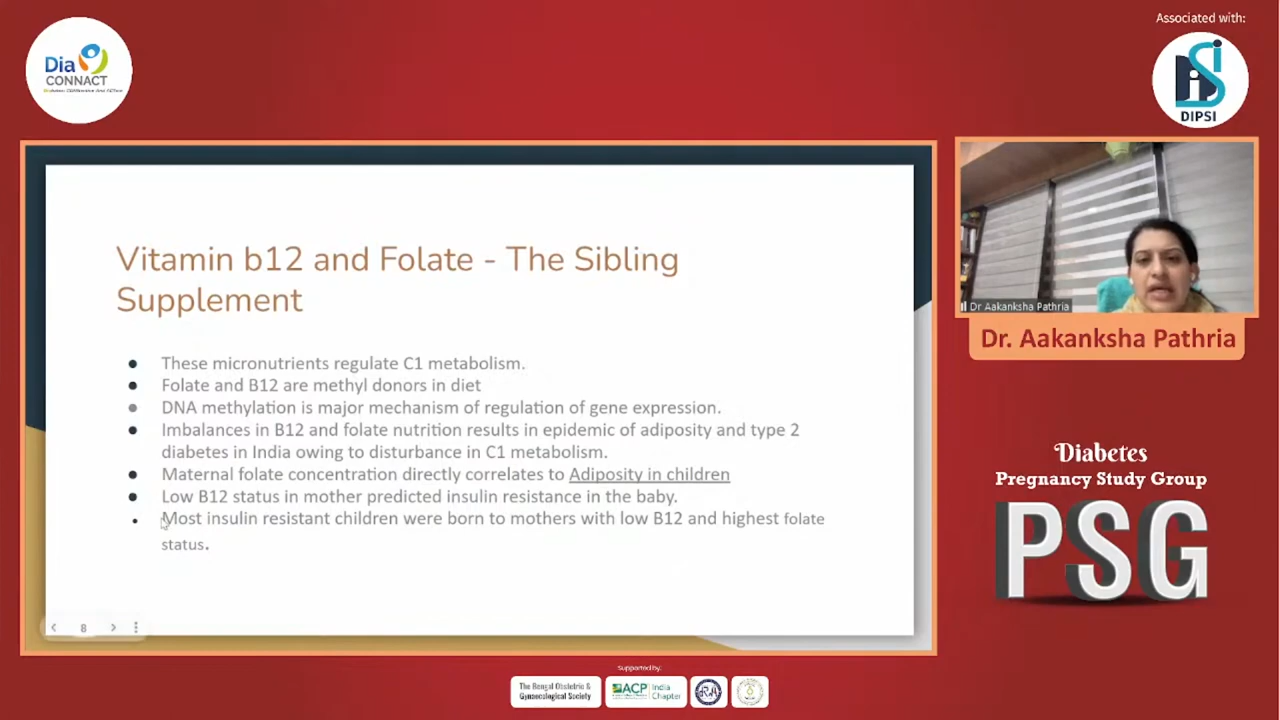 Associated with:
Dia
CONNACT
DIPSI
Vitamin b12 and Folate - The Sibling
Supplement
● These micronutrients regulate C1 metabolism.
● Folate and B12 are methyl donors in diet
● DNA methylation is major mechanism of regulation of gene expression.
● Imbalances in B12 and folate nutrition results in epidemic of adiposity and type 2
diabetes in India owing to disturbance in C1 metabolism.
● Maternal folate concentration directly correlates to Adiposity in children
● Low B12 status in mother predicted insulin resistance in the baby.
• Most insulin resistant children were born to mothers with low B12 and highest folate
status.
8
Dr Aakanksha Pathria
Dr. Aakanksha Pathria
Diabetes
Pregnancy Study Group
PSG
Supported by:
The Bengal Obstetric &
Gynaecological Society
ACP India
Chapter